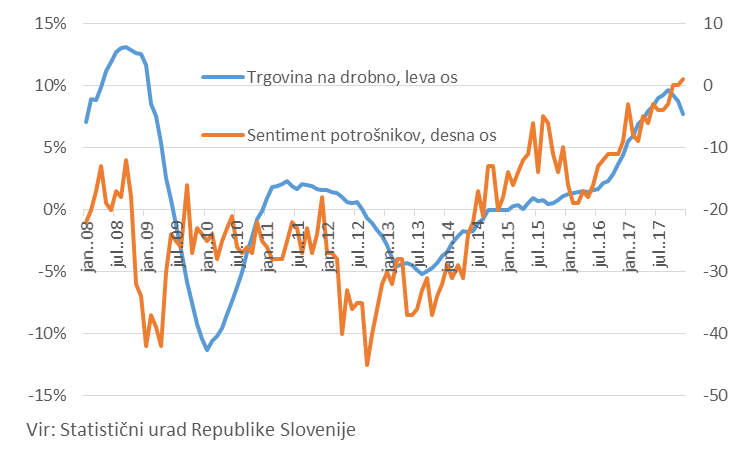 15%
10%
5%
0%
-5%
-10%
-15%
10
0
-10
-20
-30
-40
-50
Trgovina na drobno, leva os
Sentiment potrošnikov, desna os
jan..08
jul..08
jan..09
jul..09
jan..10
jul..10
jan..11
jul..11
jan..12
jul..12
jan..13
jul..13
jan..14
jul..14
jan..15
jul..15
jan..16
jul..16
jan..17
jul..17
Vir: Statistični urad Republike Slovenije